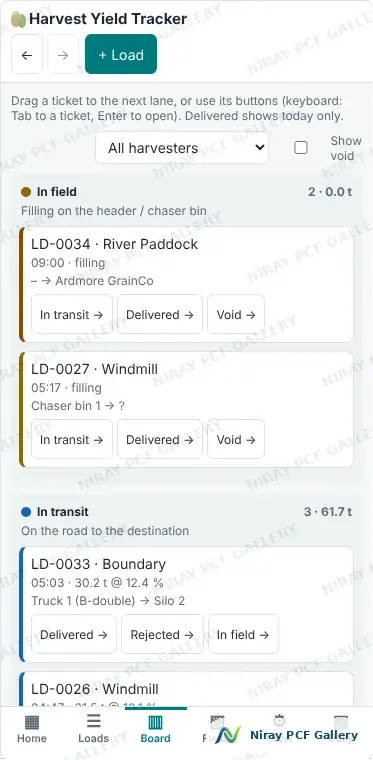 Harvest Yield Tracker
← → + Load
Drag a ticket to the next lane, or use its buttons (keyboard:
Tab to a ticket, Enter to open). Delivered shows today only.
All harvesters
Show
void
In field 2 · 0.0 t
Filling on the header / chaser bin
LD-0034 · River Paddock
09:00 · filling
– → Ardmore GrainCo
In transit → Delivered → Void →
LD-0027 · Windmill
05:17 · filling
Chaser bin 1 → ?
In transit → Delivered → Void →
In transit 3 · 61.7 t
On the road to the destination
LD-0033 · Boundary
05:03 · 30.2 t @ 12.4 %
Truck 1 (B-double) → Silo 2
Delivered → Rejected → In field →
LD-0026 · Windmill
Home Loads Board
Niray PCF Gallery
NIRAY PCF GALLERY